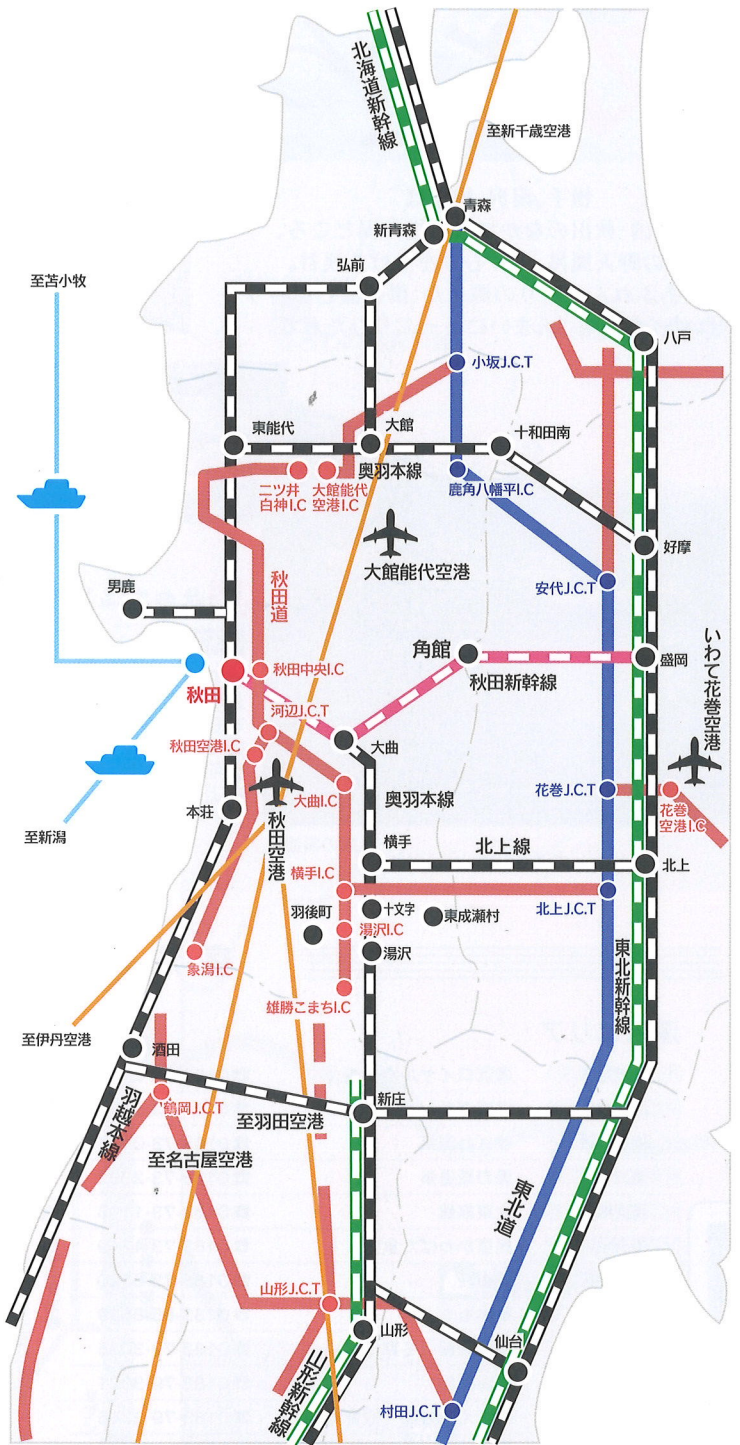 北海道新幹線
至新千歳空港
青森
新青森
弘前
至苫小牧
八戸
小坂J.C.T
東能代
大館
十和田南
奥羽本線
二ツ井
白神I.C
大館能代
空港I.C
鹿角八幡平I.C
大館能代空港
好摩
安代J.C.T
秋田道
男鹿
角館
盛岡
いわて花巻空港
秋田中央I.C
秋田新幹線
秋田
河辺J.C.T
大曲
秋田空港I.C
花巻J.C.T
大曲I.C
奥羽本線
花巻
空港I.C
本荘
至新潟
秋田空港
横手
北上線
北上
横手I.C
北上J.C.T
羽後町
十文字
東成瀬村
湯沢I.C
湯沢
象潟I.C
東北新幹線
雄勝こまちI.C
至伊丹空港
酒田
新庄
鶴岡J.C.T
羽越本線
至羽田空港
至名古屋空港
東北道
山形J.C.T
山形
仙台
山形新幹線
村田J.C.T